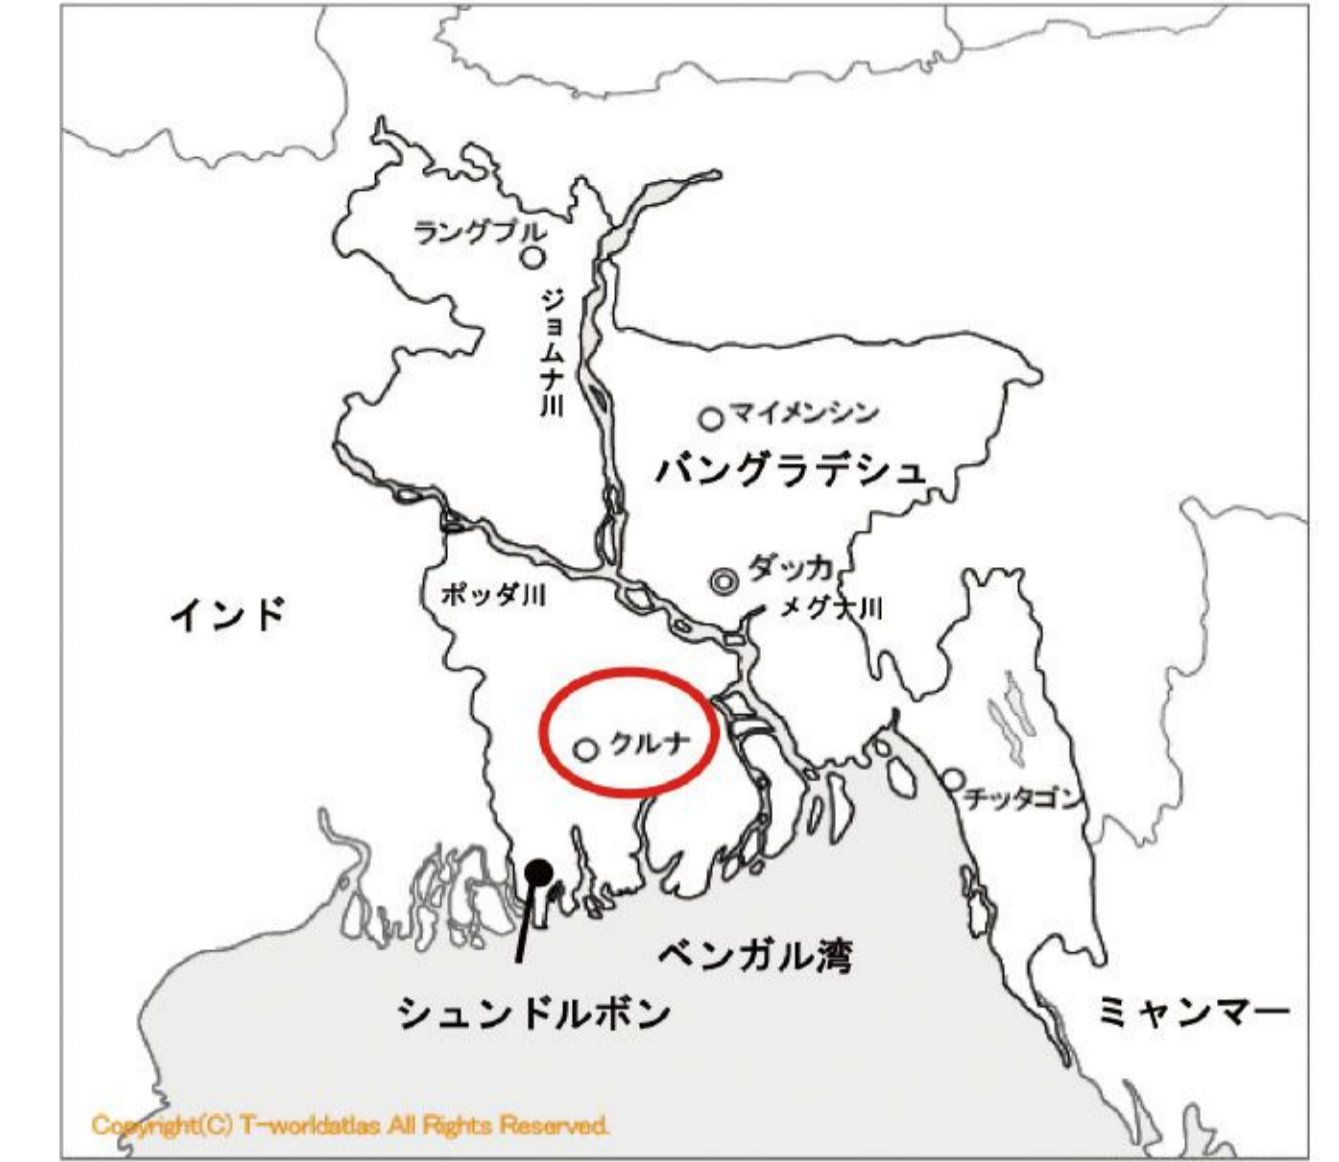 ラングプル
ジョムナ川
マイメンシン
バングラデシュ
ダッカ
メグナ川
ポッダ川
インド
クルナ
チッタゴン
ベンガル湾
シュンドルボン
ミャンマー
Copyright(C) T-worldatlas All Rights Reserved.